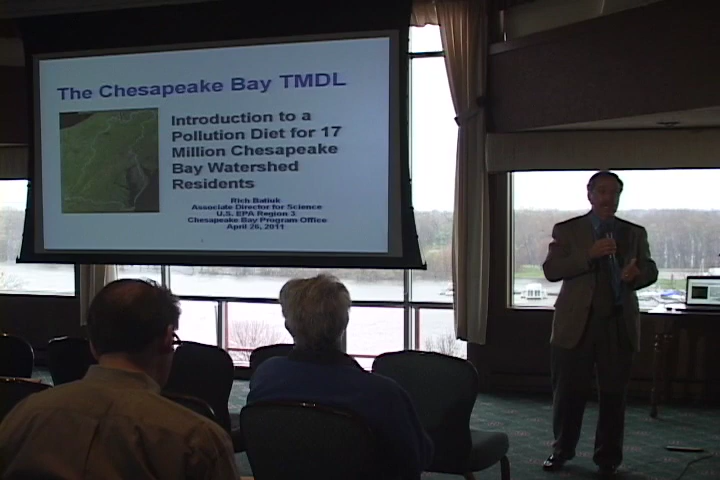 The Chesapeake Bay TMDL
Introduction to a
Pollution Diet for 17
Million Chesapeake
Bay Watershed
Residents
Rich Batiuk
Associate Director for Science
U.S. EPA Region 3
Chesapeake Bay Program Office
April 26, 2011